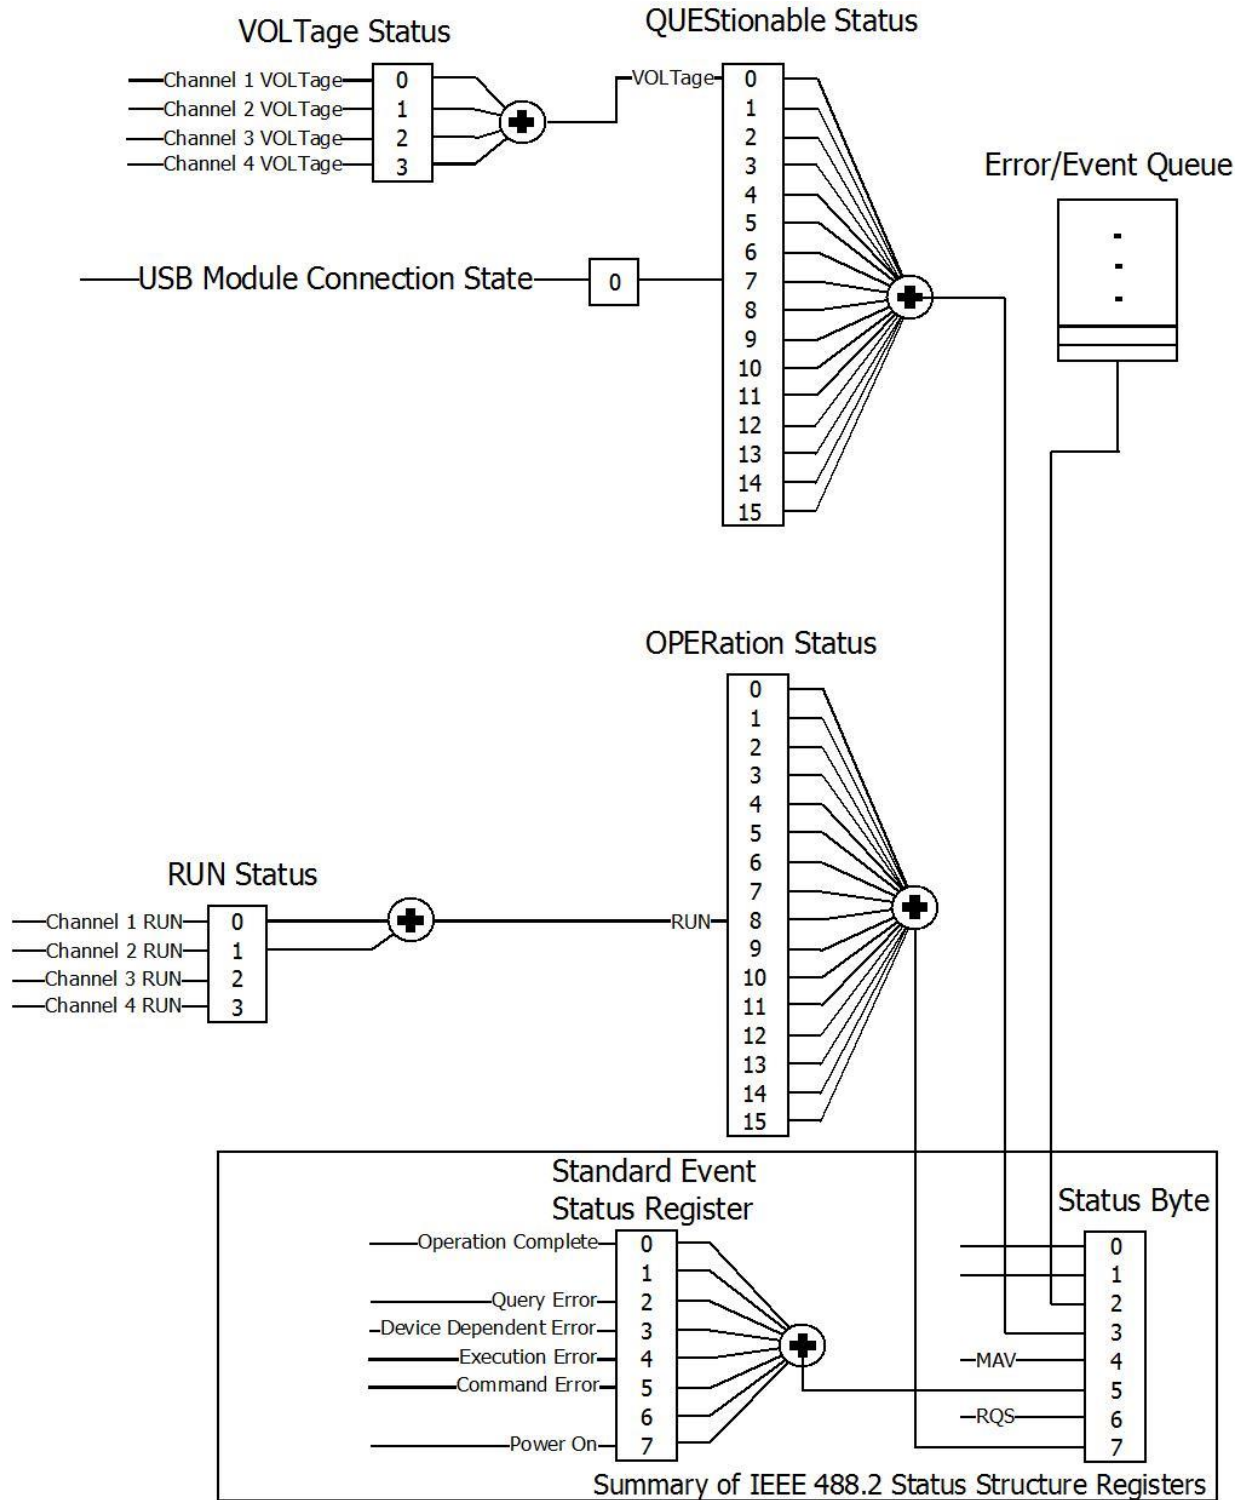 VOLTage Status
Channel 1 VOLTage 0
Channel 2 VOLTage 1
Channel 3 VOLTage 2
Channel 4 VOLTage 3
QUEStionable Status
VOLTage 0
1
2
3
4
5
6
7
8
9
10
11
12
13
14
15
USB Module Connection State 0
Error/Event Queue
OPERation Status
0
1
2
3
4
5
6
7
RUN 8
9
10
11
12
13
14
15
RUN Status
Channel 1 RUN 0
Channel 2 RUN 1
Channel 3 RUN 2
Channel 4 RUN 3
Standard Event
Status Register
Operation Complete 0
1
Query Error 2
Device Dependent Error 3
Execution Error 4
Command Error 5
6
Power On 7
Status Byte
0
1
2
3
MAV 4
5
RQS 6
7
Summary of IEEE 488.2 Status Structure Registers